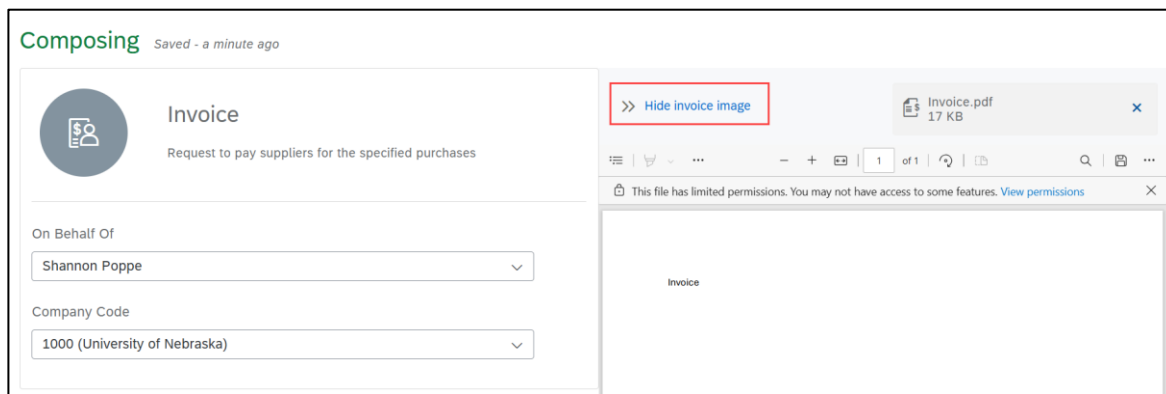 Composing Saved - a minute ago
Invoice
Request to pay suppliers for the specified purchases
On Behalf Of
Shannon Poppe
Company Code
1000 (University of Nebraska)
Hide invoice image
Invoice.pdf
17 KB
1 of 1
This file has limited permissions. You may not have access to some features. View permissions
Invoice